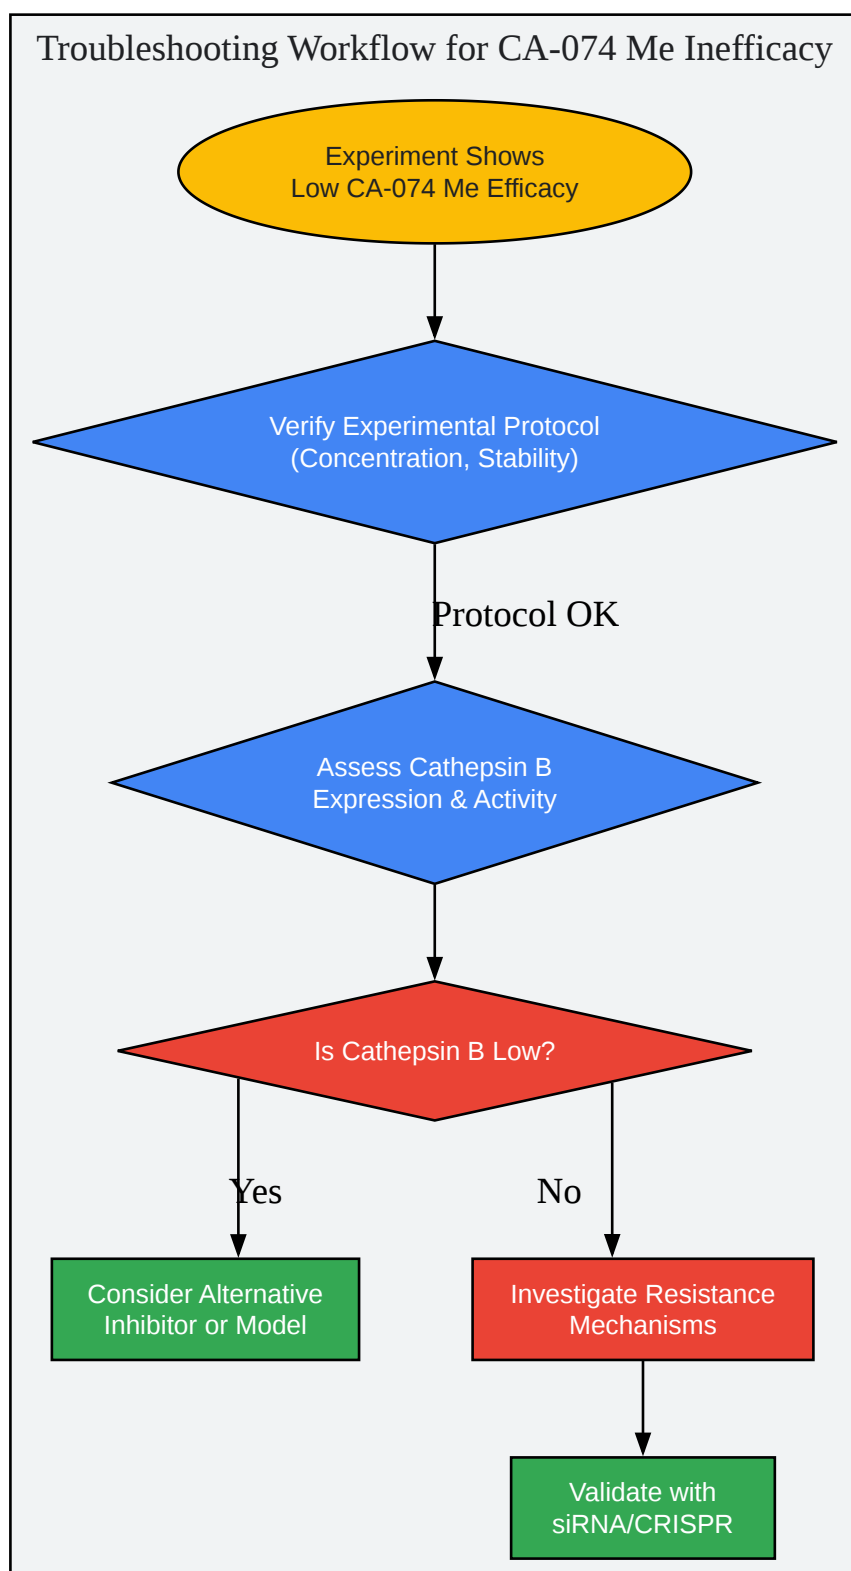 Troubleshooting Workflow for CA-074 Me Inefficacy
Experiment Shows
Low CA-074 Me Efficacy
Verify Experimental Protocol
(Concentration, Stability)
Protocol OK
Assess Cathepsin B
Expression & Activity
Is Cathepsin B Low?
Yes
No
Consider Alternative
Inhibitor or Model
Investigate Resistance
Mechanisms
Validate with
siRNA/CRISPR